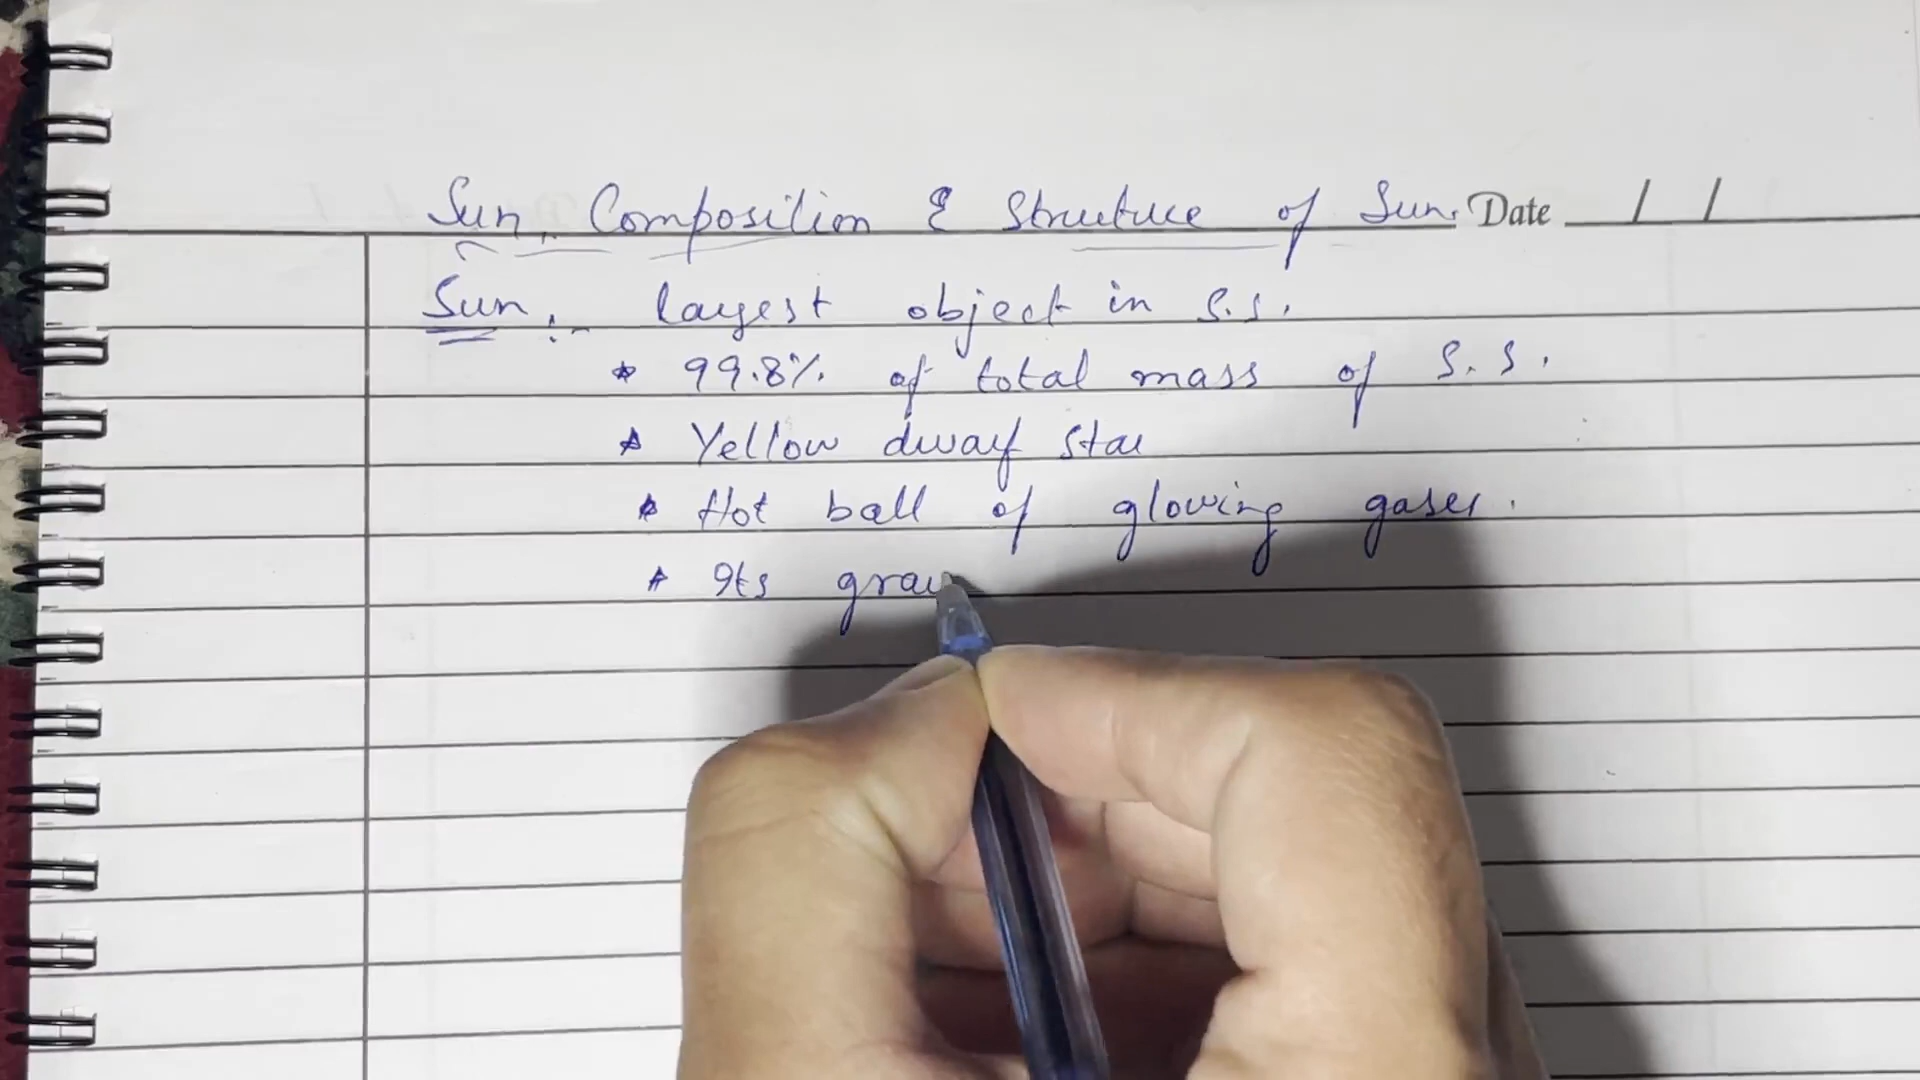 Sun, Composition & Structure of Sun. Date / /
Sun :- largest object in S.S.
* 99.8% of total mass of S.S.
* Yellow dwarf star
* Hot ball of glowing gases.
* Its grav